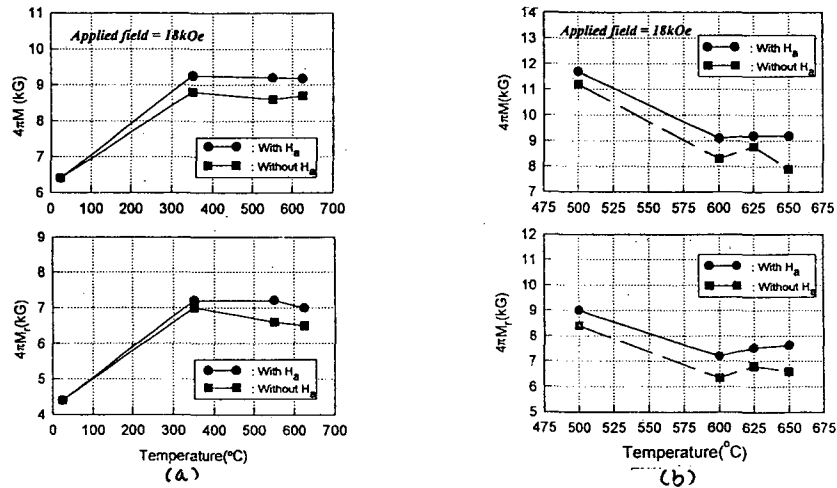 Applied field = 18kOe
4πM (kG)
11
10
9
8
7
6
0 100 200 300 400 500 600 700
: With Ha
: Without Ha
4πMr(kG)
9
8
7
6
5
4
0 100 200 300 400 500 600 700
: With Ha
: Without Ha
Temperature(°C)
(a)
Applied field = 18kOe
4πM(kG)
14
13
12
11
10
9
8
7
6
475 500 525 550 575 600 625 650 675
: With Ha
: Without Ha
4πMr(kG)
12
11
10
9
8
7
6
5
475 500 525 550 575 600 625 650 675
: With Ha
: Without Ha
Temperature(°C)
(b)